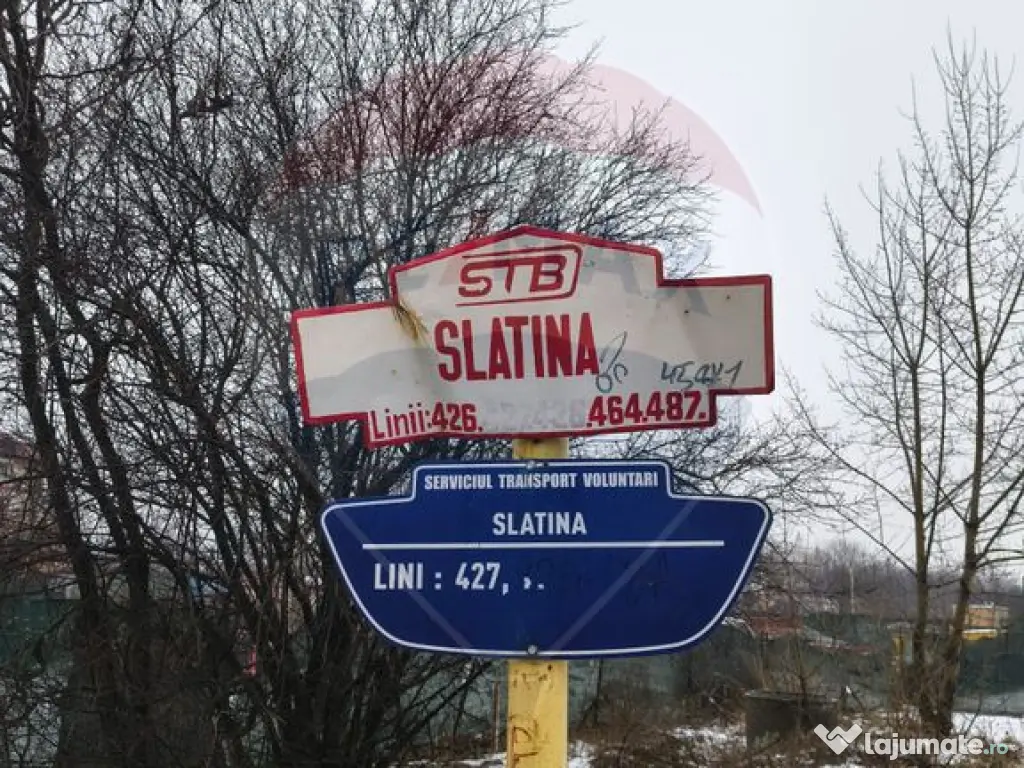 STB
SLATINA
Linii:426. .464.487.
SERVICIUL TRANSPORT VOLUNTARI
SLATINA
LINI : 427,
lajumate.ro